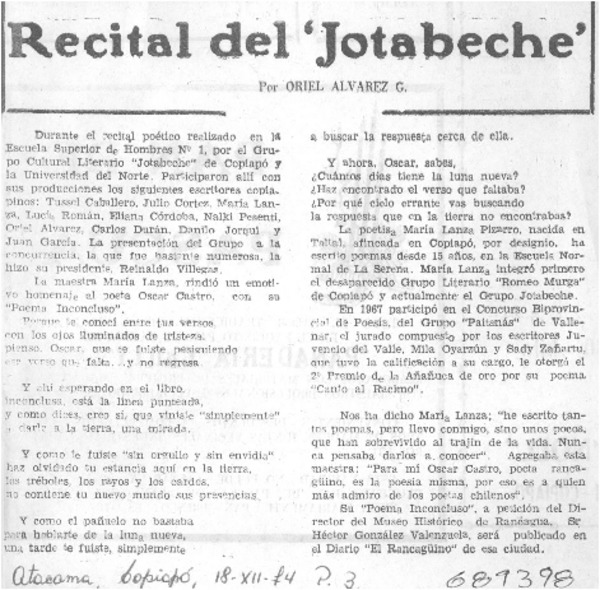 Recital del 'Jotabeche'
Por ORIEL ALVAREZ G.
Durante el recital poético realizado en la
Escuela Superior de Hombres Nº 1, por el Gru-
po Cultural Literario "Jotabeche" de Copiapó y
la Universidad del Norte. Participaron allí con
sus producciones los siguientes escritores copia-
pinos: Tussel Caballero, Julio Cortez, María Lan-
za, Lucía Román, Eliana Córdoba, Nalki Pesenti,
Oriel Alvarez, Carlos Durán, Danilo Jorquí y
Juan García. La presentación del Grupo a la
concurrencia, la que fue bastante numerosa, la
hizo su presidente, Reinaldo Villegas.
La maestra María Lanza, rindió un emoti-
vo homenaje al poeta Oscar Castro, con su
"Poema Inconcluso".
Porque te conocí entre tus versos
con los ojos iluminados de tristeza,
pienso, Oscar, que te fuiste persiguiendo
ese verso que falta...y no regresa.
Y ahí esperando en el libro,
inconclusa, está la línea punteada,
y como dices, creo sí, que viniste "simplemente"
a darle a la tierra, una mirada.
Y como te fuiste "sin orgullo y sin envidia"
haz olvidado tu estancia aquí en la tierra,
los tréboles, los rayos y los cardos,
no contiene tu nuevo mundo sus presencias.
Y como el pañuelo no bastaba
para hablarte de la luna nueva,
una tarde te fuiste, simplemente
a buscar la respuesta cerca de ella.
Y ahora, Oscar, sabes,
¿Cuántos días tiene la luna nueva?
¿Haz encontrado el verso que faltaba?
¿Por qué cielo errante vas buscando
la respuesta que en la tierra no encontrabas?
La poetisa María Lanza Pizarro, nacida en
Taltal, afincada en Copiapó, por designio, ha
escrito poemas desde 15 años, en la Escuela Nor-
mal de La Serena. María Lanza integró primero
el desaparecido Grupo Literario "Romeo Murga"
de Copiapó y actualmente el Grupo Jotabeche.
En 1967 participó en el Concurso Biprovin-
cial de Poesía, del Grupo "Paitanás" de Valle-
nar, el jurado compuesto por los escritores Ju-
vencio del Valle, Mila Oyarzún y Sady Zañartu,
que tuvo la calificación a su cargo, le otorgó el
2º Premio de la Añañuca de oro por su poema
"Canto al Racimo".
Nos ha dicho María Lanza; "he escrito tan-
tos poemas, pero llevo conmigo, sino unos pocos,
que han sobrevivido al trajín de la vida. Nun-
ca pensaba darlos a conocer". Agregaba esta
maestra: "Para mí Oscar Castro, poeta ranca-
güino, es la poesía misma, por eso es a quien
más admiro de los poetas chilenos".
Su "Poema Inconcluso", a petición del Di-
rector del Museo Histórico de Rancagua, Sr
Héctor González Valenzuela, será publicado en
el Diario "El Rancagüino" de esa ciudad.
Atacama, Copiapó, 18-XII-74 P. 3 689398